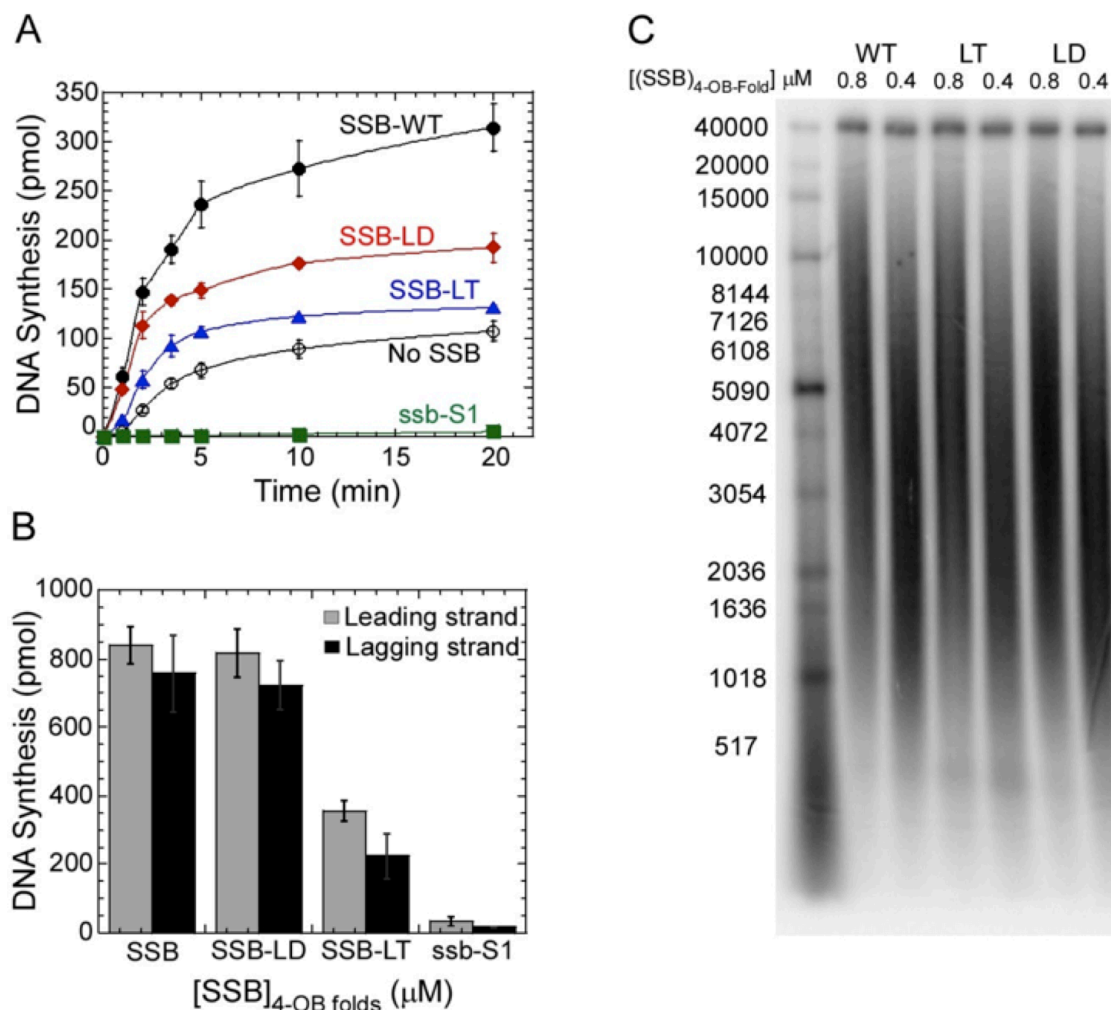 A
DNA Synthesis (pmol)
350
300
250
200
150
100
50
0
SSB-WT
SSB-LD
SSB-LT
No SSB
ssb-S1
0 5 10 15 20
Time (min)
B
DNA Synthesis (pmol)
1000
800
600
400
200
0
Leading strand
Lagging strand
SSB SSB-LD SSB-LT ssb-S1
[SSB]4-OB folds (μM)
C
WT LT LD
[(SSB)4-OB-Fold] μM 0.8 0.4 0.8 0.4 0.8 0.4
40000
20000
15000
10000
8144
7126
6108
5090
4072
3054
2036
1636
1018
517